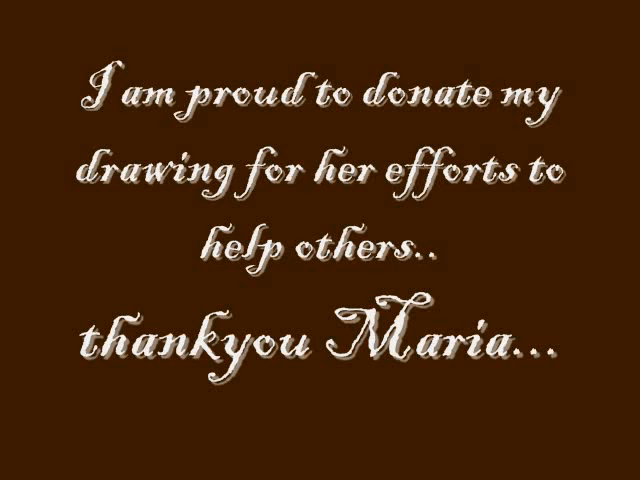 I am proud to donate my
drawing for her efforts to
help others..
thankyou Maria...